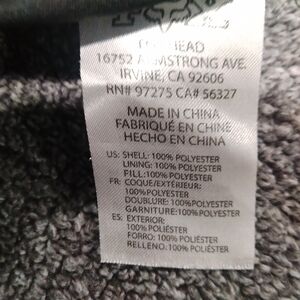 HEAD
16752 ARMSTRONG AVE.
IRVINE, CA 92606
RN# 97275 CA# 56327
MADE IN CHINA
FABRIQUÉ EN CHINE
HECHO EN CHINA
US: SHELL: 100% POLYESTER
LINING: 100% POLYESTER
FILL: 100% POLYESTER
FR: COQUE/EXTÉRIEUR:
100% POLYESTER
DOUBLURE: 100% POLYESTER
GARNITURE: 100% POLYESTER
ES: EXTERIOR:
100% POLIÉSTER
FORRO: 100% POLIÉSTER
RELLENO: 100% POLIÉSTER